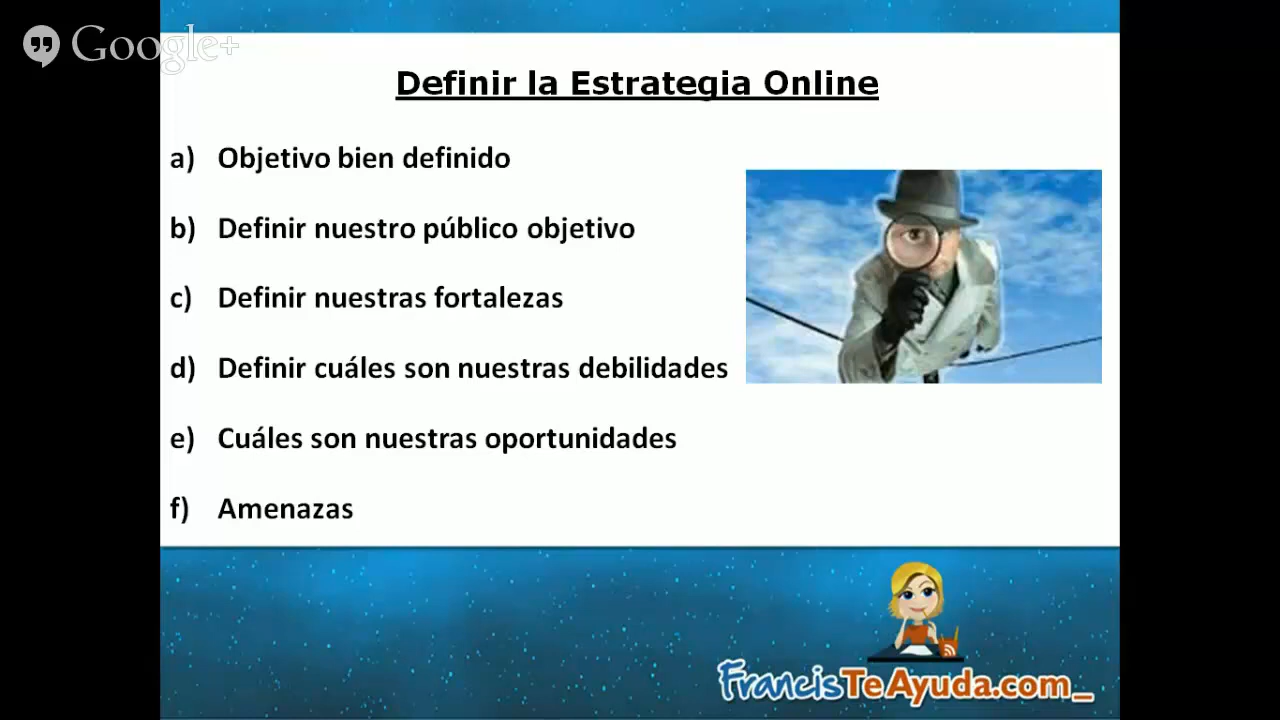 Google+
Definir la Estrategia Online
a) Objetivo bien definido
b) Definir nuestro público objetivo
c) Definir nuestras fortalezas
d) Definir cuáles son nuestras debilidades
e) Cuáles son nuestras oportunidades
f) Amenazas
FrancisTeAyuda.com_